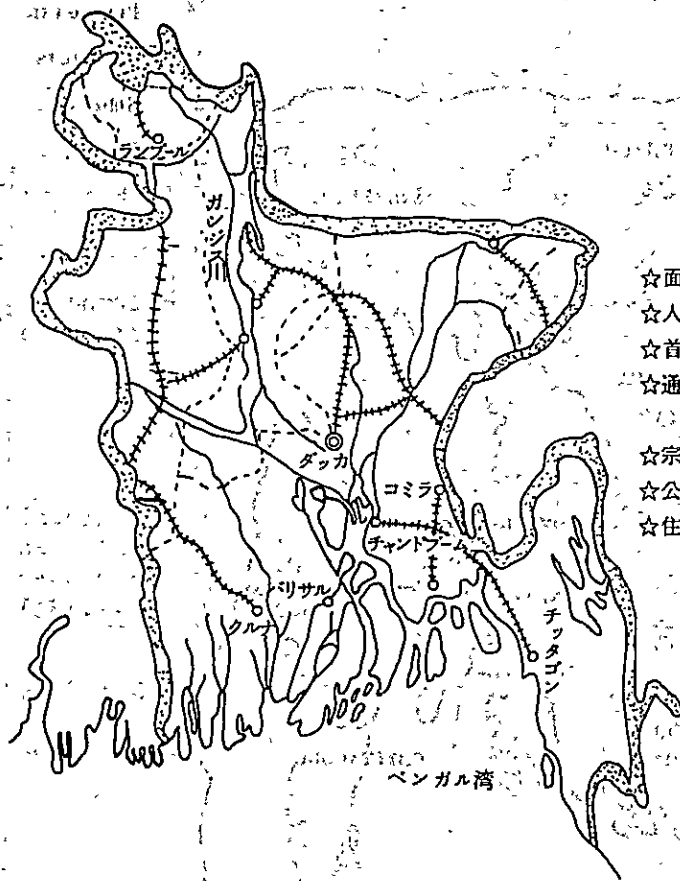 ランプール
ガンジス川
ダッカ
コミラ
チャントプール
バリサル
クルナ
チッタゴン
ベンガル湾
☆面
☆人
☆首
☆通
☆宗
☆公
☆住